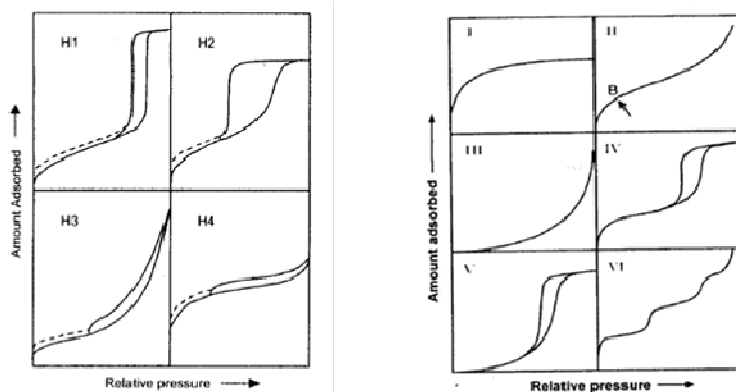 H1
H2
H3
H4
Amount Adsorbed
Relative pressure
I
II
B
III
IV
V
VI
Amount adsorbed
Relative pressure